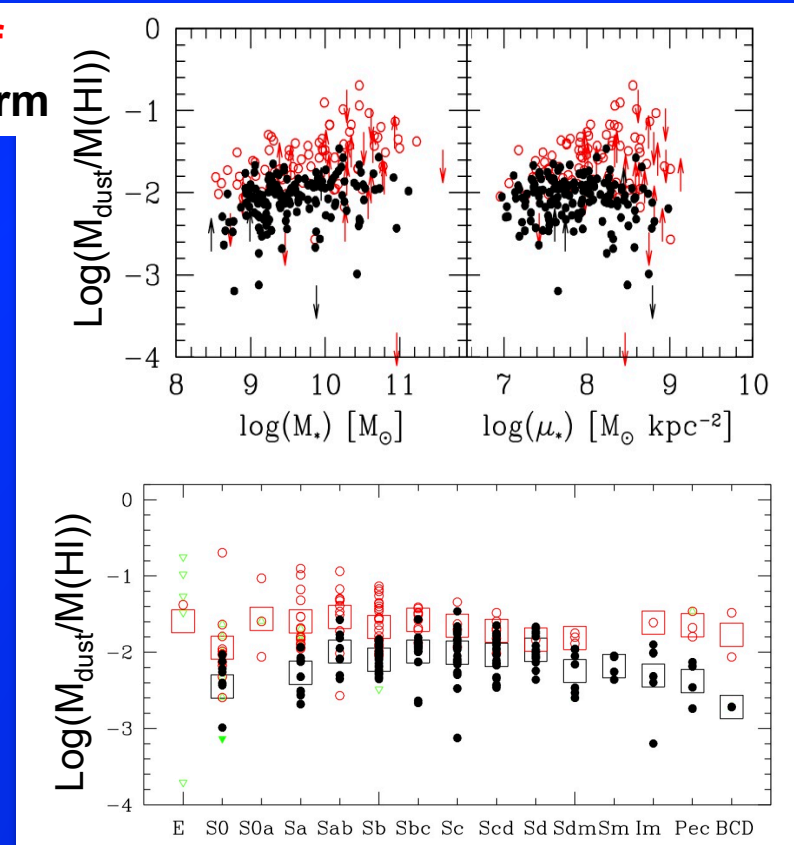 rm
Log(M_dust/M(HI))
0
−1
−2
−3
−4
8 9 10 11
7 8 9 10
log(M_*) [M_⊙]
log(μ_*) [M_⊙ kpc⁻²]
Log(M_dust/M(HI))
0
−1
−2
−3
−4
E S0 S0a Sa Sab Sb Sbc Sc Scd Sd Sdm Sm Im Pec BCD